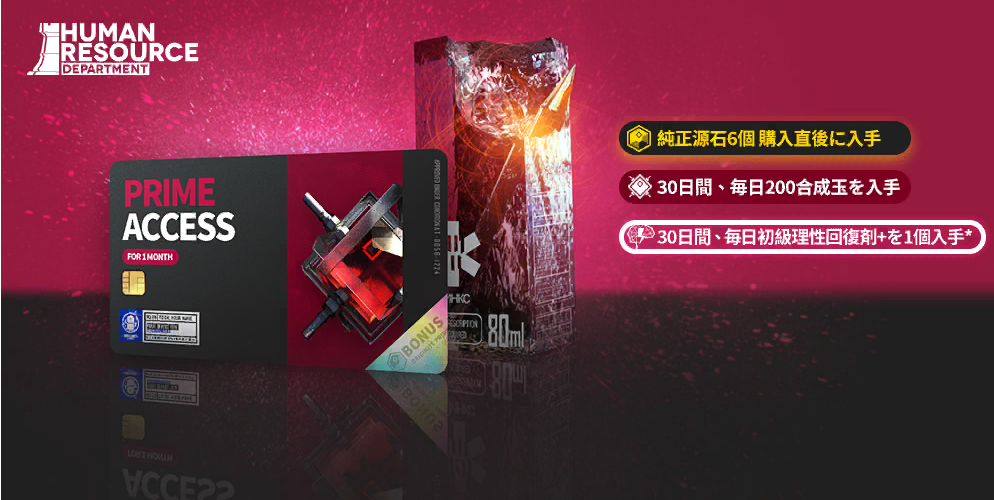 HUMAN
RESOURCE
DEPARTMENT
純正源石6個 購入直後に入手
30日間、毎日200合成玉を入手
30日間、毎日初級理性回復剤+を1個入手*
PRIME
ACCESS
FOR 1 MONTH
BONUS
80ml